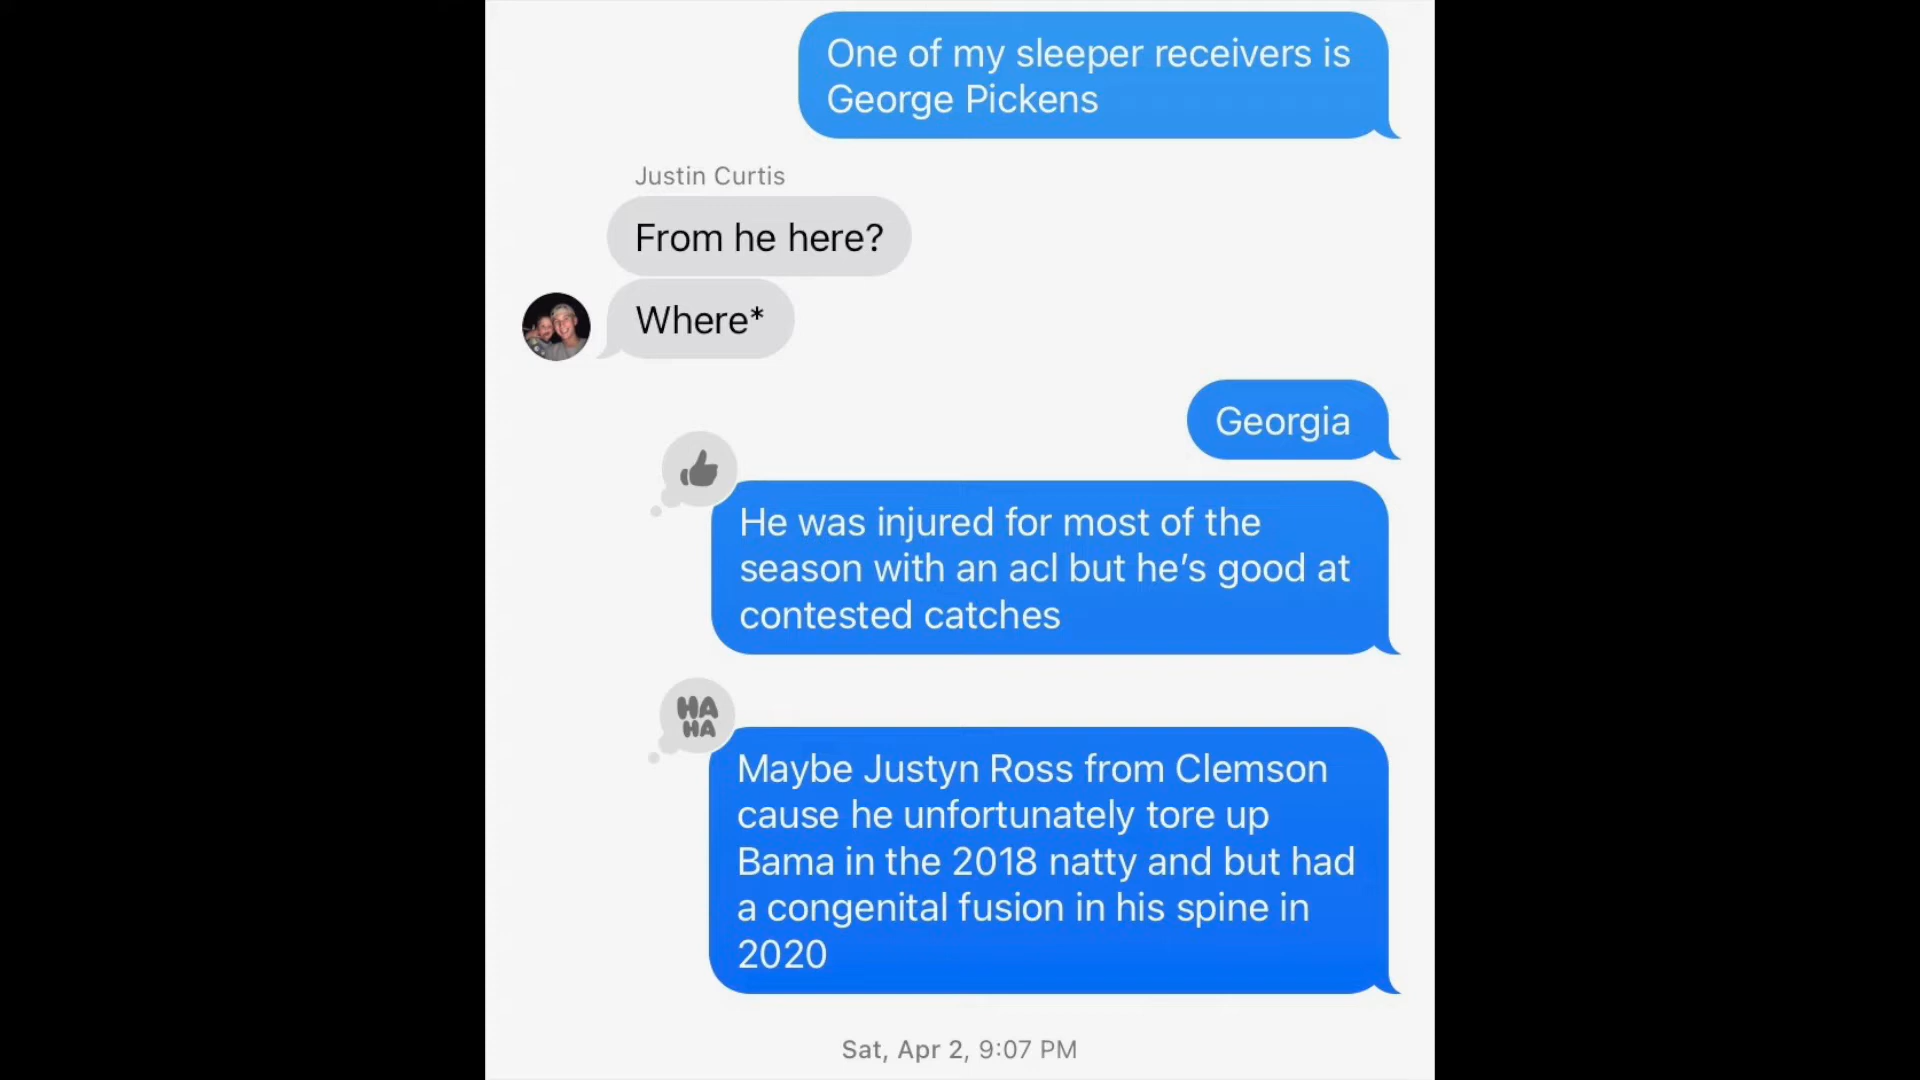 One of my sleeper receivers is
George Pickens
Justin Curtis
From he here?
Where*
Georgia
He was injured for most of the
season with an acl but he's good at
contested catches
HA
HA
Maybe Justyn Ross from Clemson
cause he unfortunately tore up
Bama in the 2018 natty and but had
a congenital fusion in his spine in
2020
Sat, Apr 2, 9:07 PM